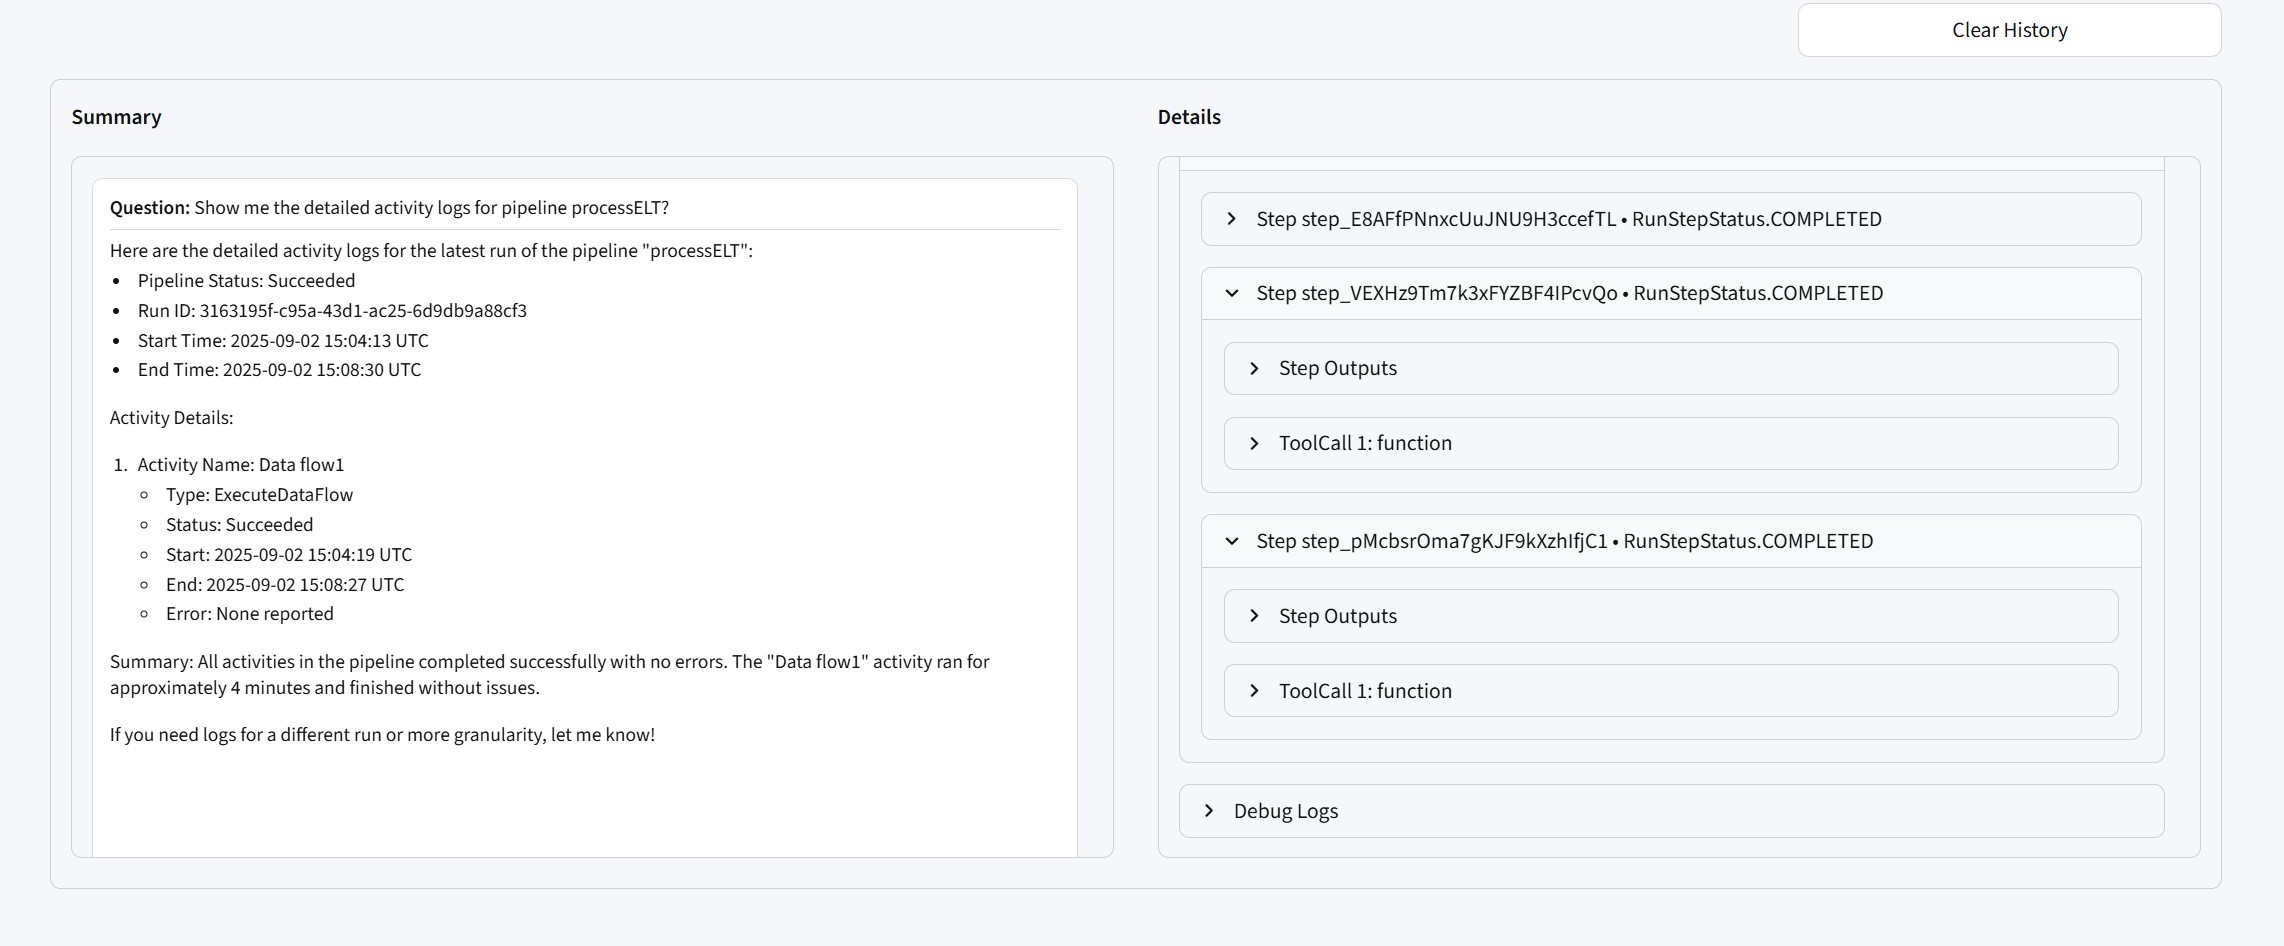 Clear History
Summary
Question: Show me the detailed activity logs for pipeline processELT?
Here are the detailed activity logs for the latest run of the pipeline "processELT":
• Pipeline Status: Succeeded
• Run ID: 3163195f-c95a-43d1-ac25-6d9db9a88cf3
• Start Time: 2025-09-02 15:04:13 UTC
• End Time: 2025-09-02 15:08:30 UTC
Activity Details:
1. Activity Name: Data flow1
◦ Type: ExecuteDataFlow
◦ Status: Succeeded
◦ Start: 2025-09-02 15:04:19 UTC
◦ End: 2025-09-02 15:08:27 UTC
◦ Error: None reported
Summary: All activities in the pipeline completed successfully with no errors. The "Data flow1" activity ran for
approximately 4 minutes and finished without issues.
If you need logs for a different run or more granularity, let me know!
Details
Step step_E8AFfPNnxcUuJNU9H3ccefTL • RunStepStatus.COMPLETED
Step step_VEXHz9Tm7k3xFYZBF4IPcvQo • RunStepStatus.COMPLETED
Step Outputs
ToolCall 1: function
Step step_pMcbsrOma7gKJF9kXzhIfjC1 • RunStepStatus.COMPLETED
Step Outputs
ToolCall 1: function
Debug Logs